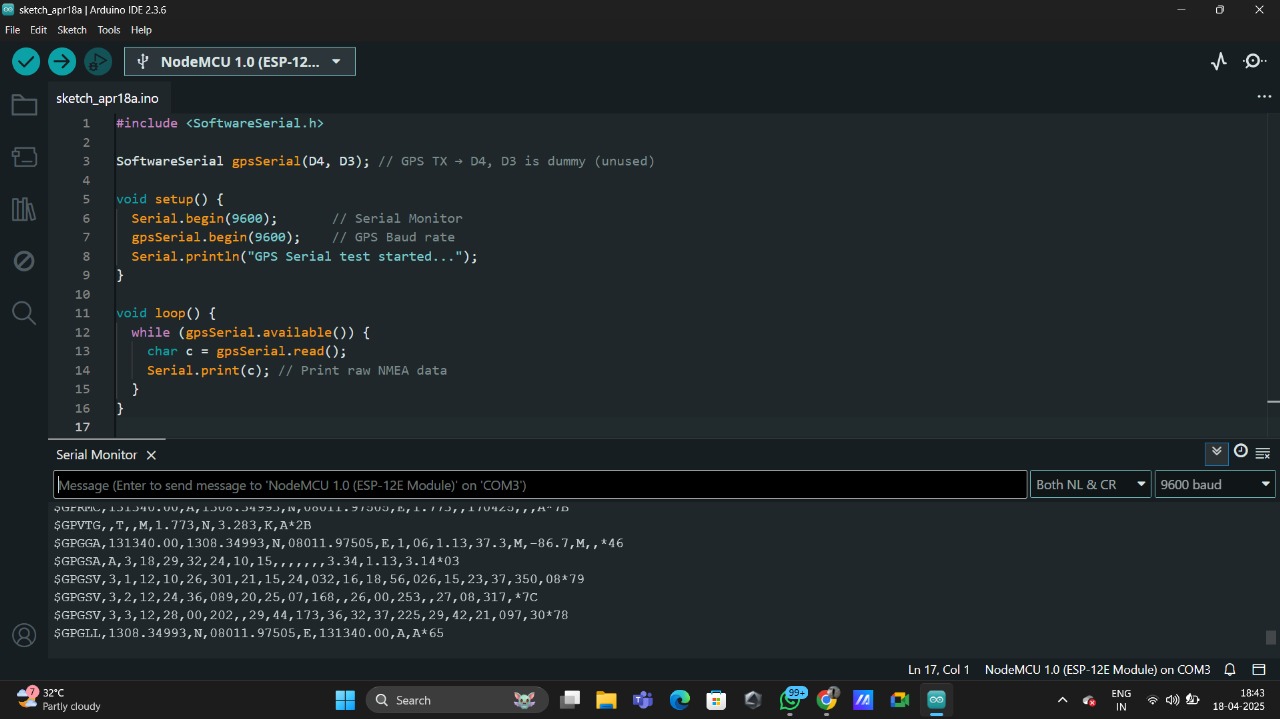 sketch_apr18a | Arduino IDE 2.3.6
File Edit Sketch Tools Help
NodeMCU 1.0 (ESP-12...
sketch_apr18a.ino
1 #include <SoftwareSerial.h>
2
3 SoftwareSerial gpsSerial(D4, D3); // GPS TX → D4, D3 is dummy (unused)
4
5 void setup() {
6 Serial.begin(9600); // Serial Monitor
7 gpsSerial.begin(9600); // GPS Baud rate
8 Serial.println("GPS Serial test started...");
9 }
10
11 void loop() {
12 while (gpsSerial.available()) {
13 char c = gpsSerial.read();
14 Serial.print(c); // Print raw NMEA data
15 }
16 }
17
Serial Monitor
Message (Enter to send message to 'NodeMCU 1.0 (ESP-12E Module)' on 'COM3')
Both NL & CR
9600 baud
$GPRMC,131340.00,A,1308.34993,N,08011.97505,E,1.773,,170425,,,A*7B
$GPVTG,,T,,M,1.773,N,3.283,K,A*2B
$GPGGA,131340.00,1308.34993,N,08011.97505,E,1,06,1.13,37.3,M,-86.7,M,,*46
$GPGSA,A,3,18,29,32,24,10,15,,,,,,,3.34,1.13,3.14*03
$GPGSV,3,1,12,10,26,301,21,15,24,032,16,18,56,026,15,23,37,350,08*79
$GPGSV,3,2,12,24,36,089,20,25,07,168,,26,00,253,,27,08,317,*7C
$GPGSV,3,3,12,28,00,202,,29,44,173,36,32,37,225,29,42,21,097,30*78
$GPGLL,1308.34993,N,08011.97505,E,131340.00,A,A*65
Ln 17, Col 1 NodeMCU 1.0 (ESP-12E Module) on COM3
7
32°C
Partly cloudy
Search
99+
ENG
IN
18:43
18-04-2025